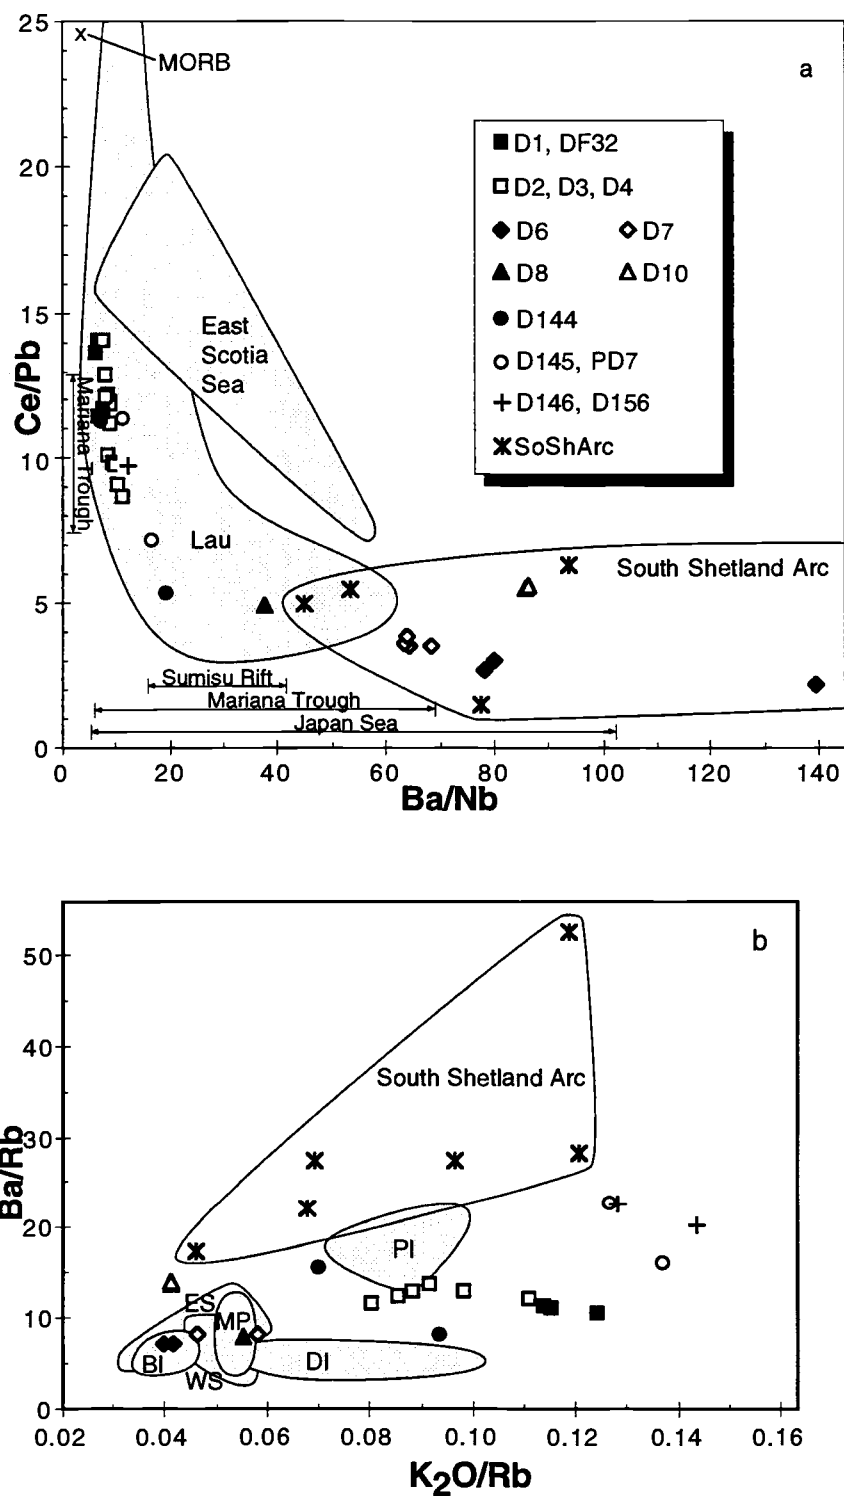 25
20
15
10
5
0
Ce/Pb
x
MORB
a
D1, DF32
D2, D3, D4
D6
D7
D8
D10
D144
D145, PD7
D146, D156
SoShArc
East
Scotia
Sea
Mariana Trough
Lau
South Shetland Arc
Sumisu Rift
Mariana Trough
Japan Sea
0 20 40 60 80 100 120 140
Ba/Nb
b
50
40
30
20
10
0
Ba/Rb
South Shetland Arc
PI
ES
MP
BI
WS
DI
0.02 0.04 0.06 0.08 0.10 0.12 0.14 0.16
K2O/Rb